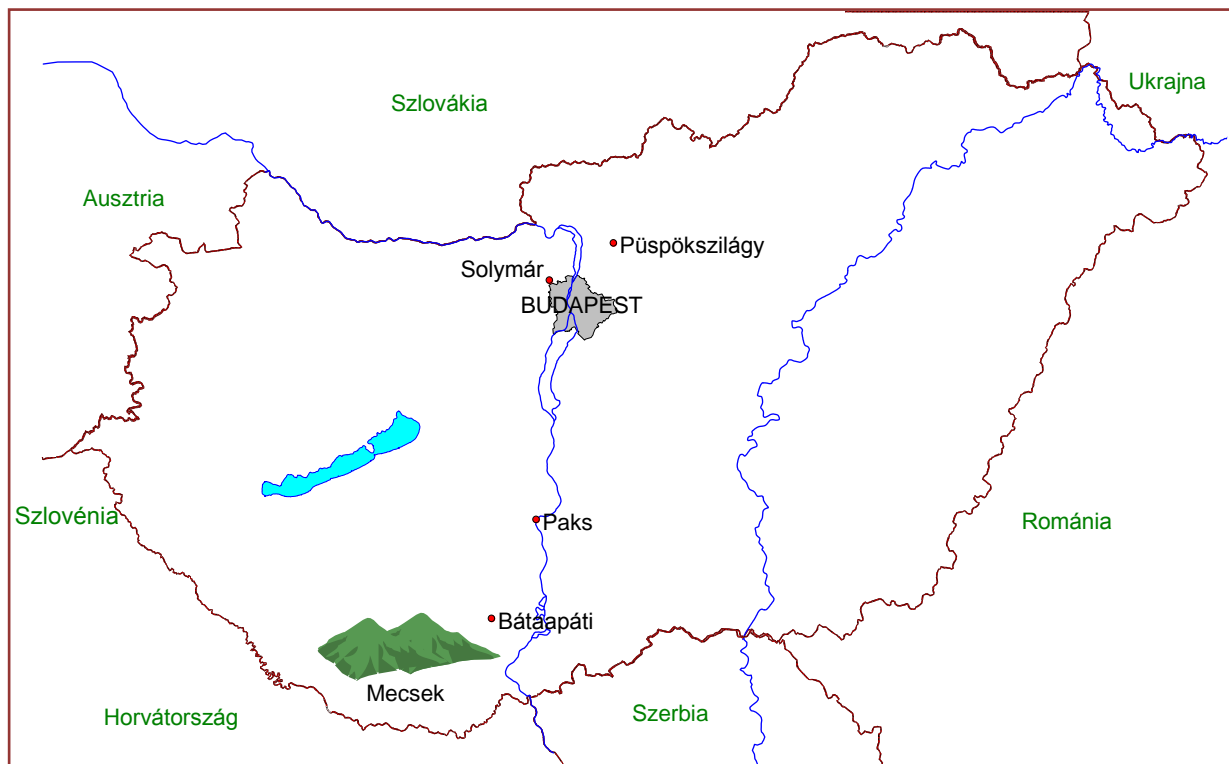 Ukrajna
Szlovákia
Ausztria
Püspökszilágy
Solymár
BUDAPEST
Szlovénia
Paks
Románia
Bátaapáti
Mecsek
Horvátország
Szerbia